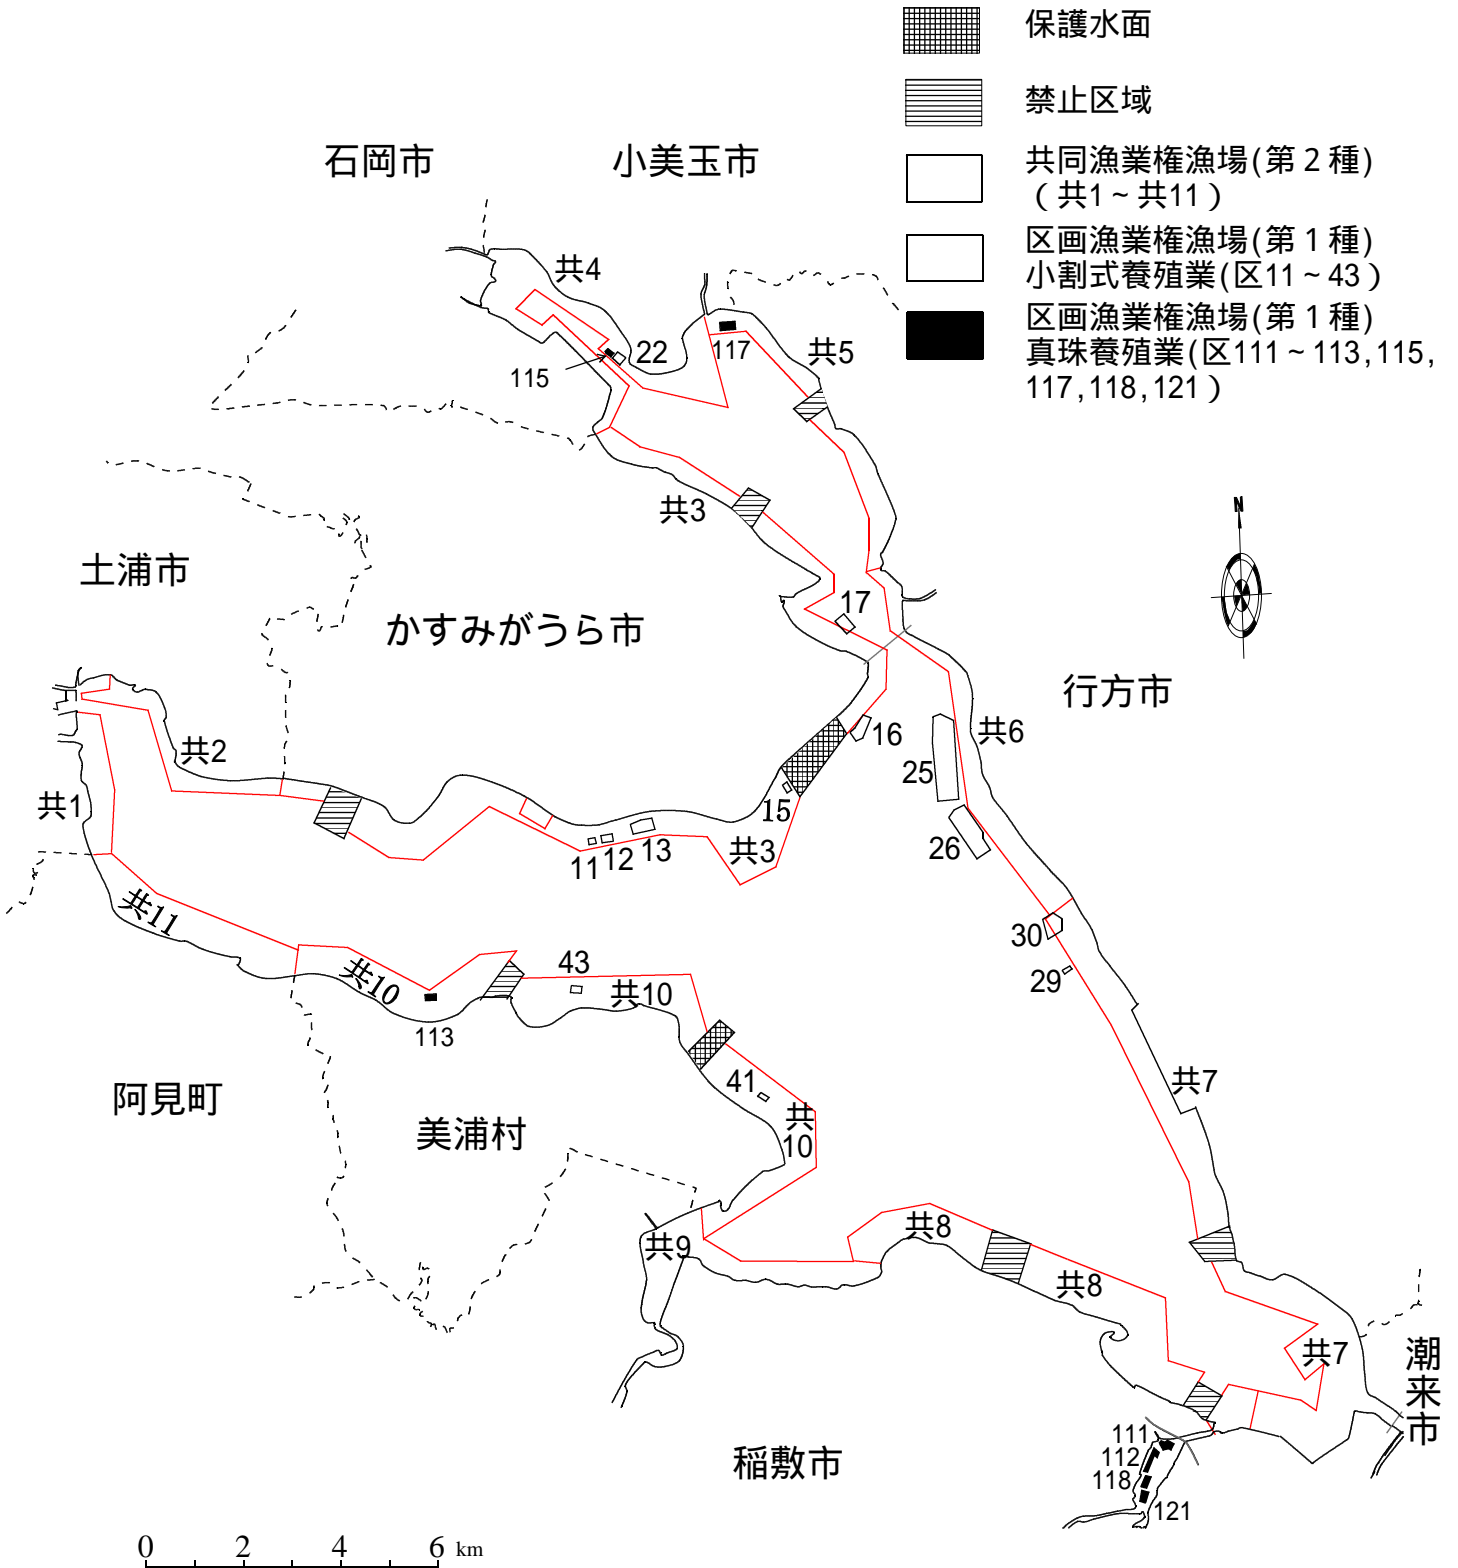 保護水面
禁止区域
共同漁業権漁場(第２種)
（共1～共11）
区画漁業権漁場(第１種)
小割式養殖業(区11～43）
区画漁業権漁場(第１種)
真珠養殖業(区111～113,115,
117,118,121）
石岡市
小美玉市
共4
22
117
共5
115
共3
N
土浦市
17
かすみがうら市
行方市
16
共6
共2
25
15
共1
26
13
共3
11
12
共11
30
43
29
共10
共10
113
41
共7
阿見町
共
10
美浦村
共8
共9
共8
共7
潮来市
111
112
稲敷市
118
121
0 2 4 6 km